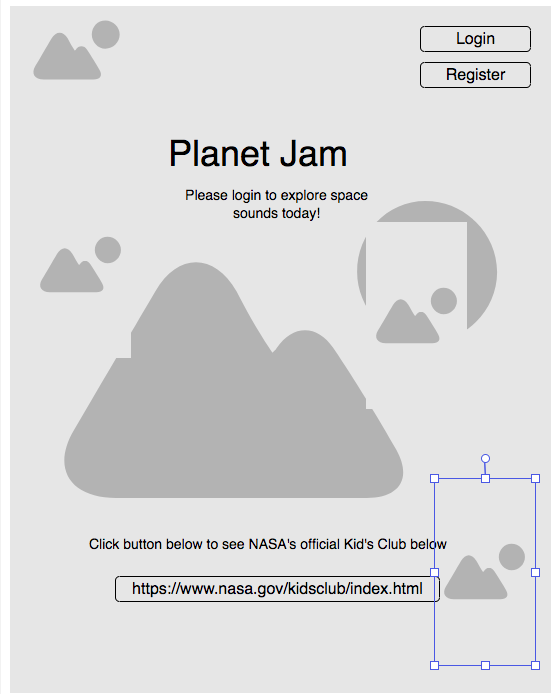 Login
Register
Planet Jam
Please login to explore space
sounds today!
Click button below to see NASA's official Kid's Club below
https://www.nasa.gov/kidsclub/index.html